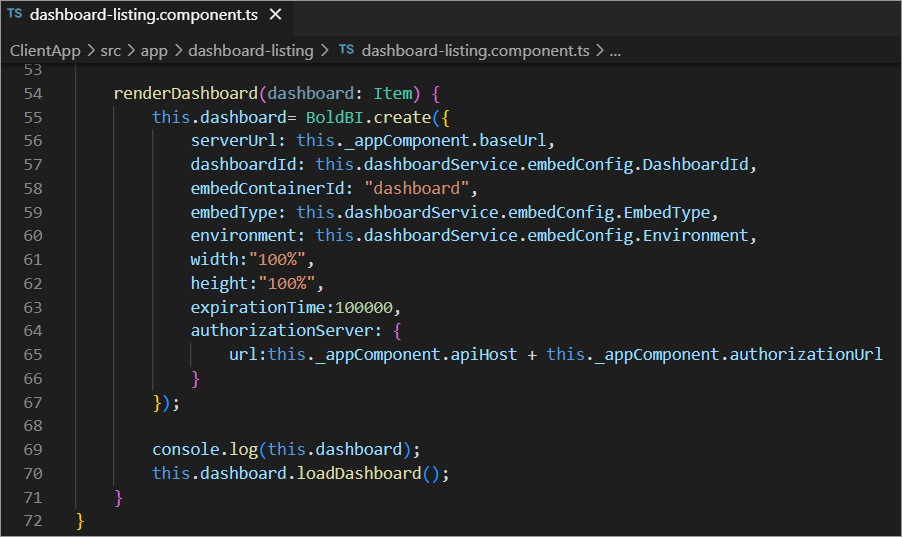 TS dashboard-listing.component.ts ×
ClientApp > src > app > dashboard-listing > TS dashboard-listing.component.ts > ...
53
54 renderDashboard(dashboard: Item) {
55 this.dashboard= BoldBI.create({
56 serverUrl: this._appComponent.baseUrl,
57 dashboardId: this.dashboardService.embedConfig.DashboardId,
58 embedContainerId: "dashboard",
59 embedType: this.dashboardService.embedConfig.EmbedType,
60 environment: this.dashboardService.embedConfig.Environment,
61 width:"100%",
62 height:"100%",
63 expirationTime:100000,
64 authorizationServer: {
65 url:this._appComponent.apiHost + this._appComponent.authorizationUrl
66 }
67 });
68
69 console.log(this.dashboard);
70 this.dashboard.loadDashboard();
71 }
72 }